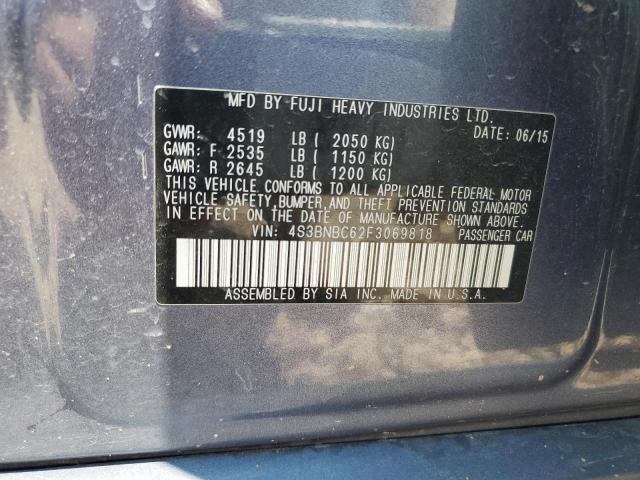 MFD BY FUJI HEAVY INDUSTRIES LTD.
GVWR: 4519 LB ( 2050 KG) DATE: 06/15
GAWR: F 2535 LB ( 1150 KG)
GAWR: R 2645 LB ( 1200 KG)
THIS VEHICLE CONFORMS TO ALL APPLICABLE FEDERAL MOTOR
VEHICLE SAFETY, BUMPER, AND THEFT PREVENTION STANDARDS
IN EFFECT ON THE DATE OF MANUFACTURE SHOWN ABOVE.
VIN: 4S3BNBC62F3069818 PASSENGER CAR
ASSEMBLED BY SIA INC. MADE IN U.S.A.